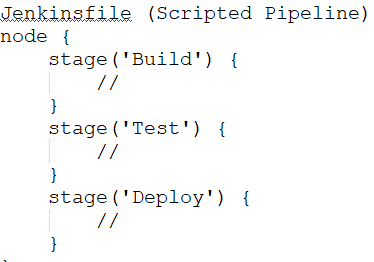 Jenkinsfile (Scripted Pipeline)
node {
    stage('Build') {
        //
    }
    stage('Test') {
        //
    }
    stage('Deploy') {
        //
    }